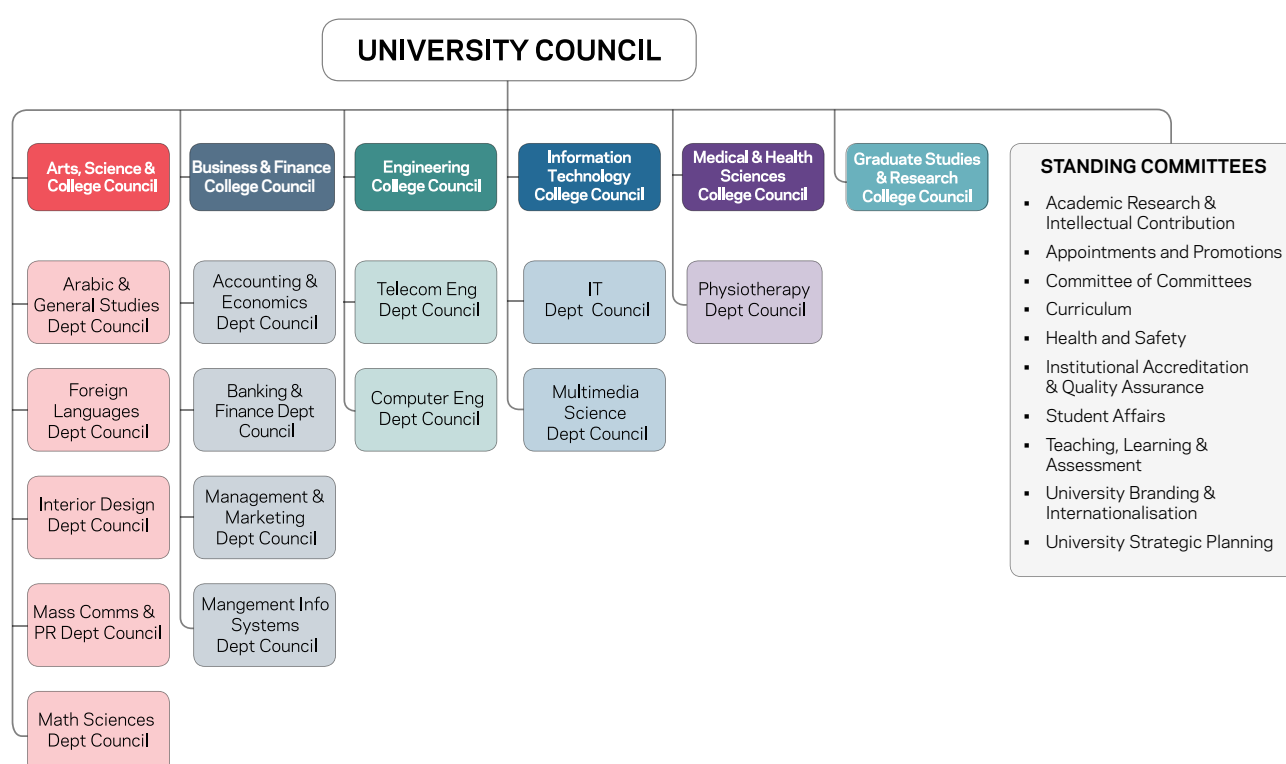 UNIVERSITY COUNCIL
Arts, Science &
College Council
Business & Finance
College Council
Engineering
College Council
Information
Technology
College Council
Medical & Health
Sciences
College Council
Graduate Studies
& Research
College Council
Arabic &
General Studies
Dept Council
Foreign
Languages
Dept Council
Interior Design
Dept Council
Mass Comms &
PR Dept Council
Math Sciences
Dept Council
Accounting &
Economics
Dept Council
Banking &
Finance Dept
Council
Management &
Marketing
Dept Council
Mangement Info
Systems
Dept Council
Telecom Eng
Dept Council
Computer Eng
Dept Council
IT
Dept Council
Multimedia
Science
Dept Council
Physiotherapy
Dept Council
STANDING COMMITTEES
▪ Academic Research &
Intellectual Contribution
▪ Appointments and Promotions
▪ Committee of Committees
▪ Curriculum
▪ Health and Safety
▪ Institutional Accreditation
& Quality Assurance
▪ Student Affairs
▪ Teaching, Learning &
Assessment
▪ University Branding &
Internationalisation
▪ University Strategic Planning